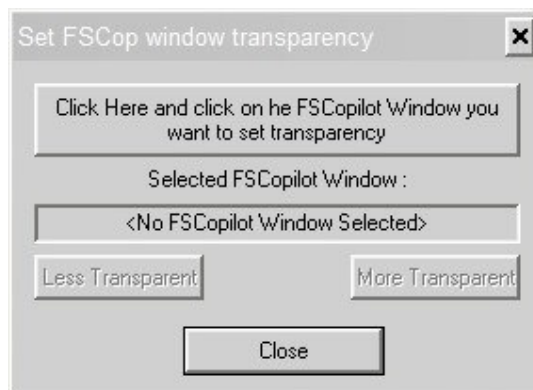 Set FSCop window transparency
Click Here and click on he FSCopilot Window you
want to set transparency
Selected FSCopilot Window :
<No FSCopilot Window Selected>
Less Transparent
More Transparent
Close